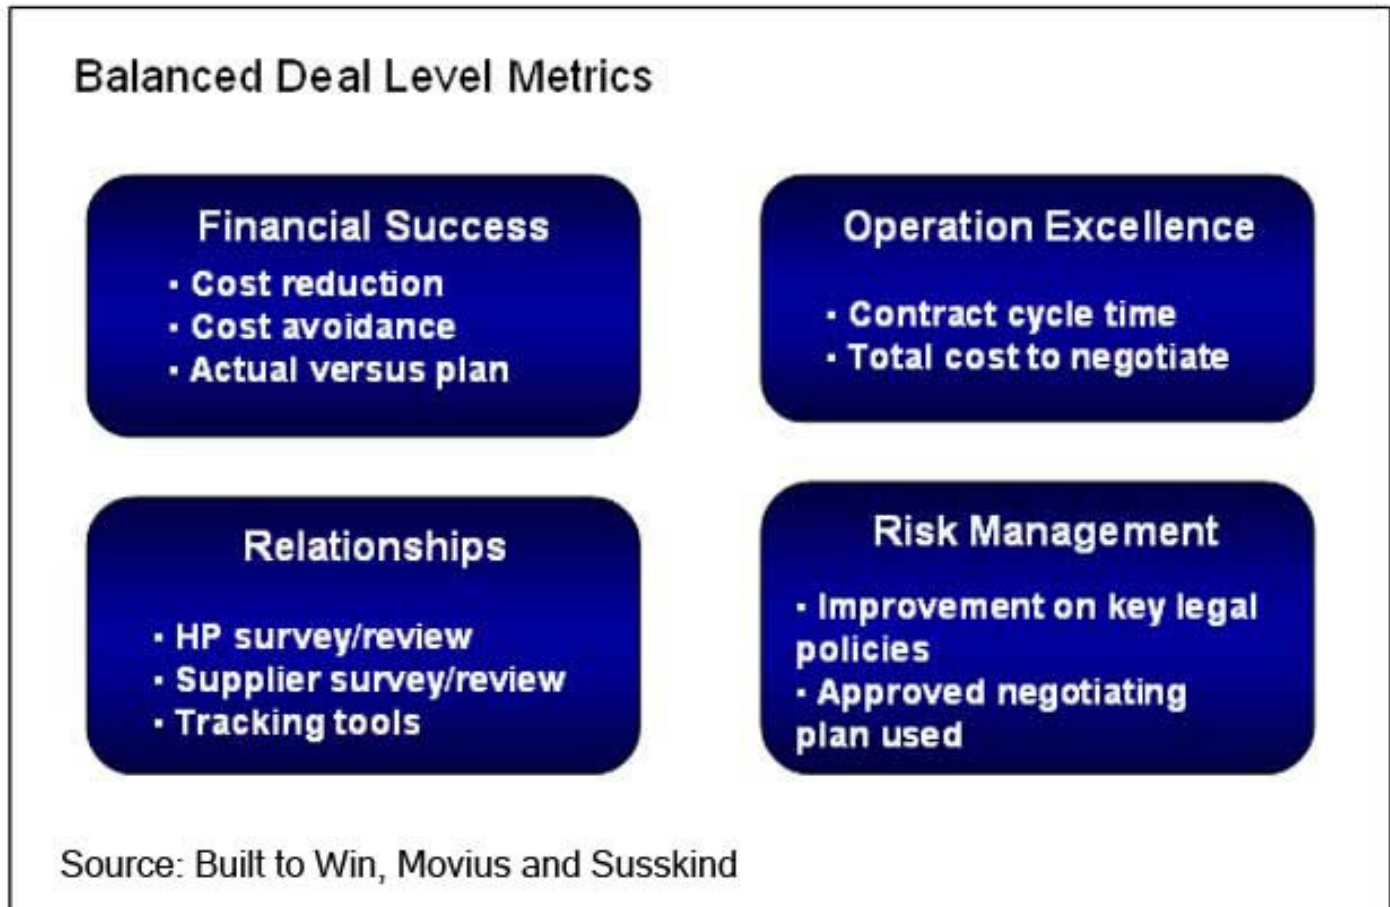 Balanced Deal Level Metrics
Financial Success
· Cost reduction
· Cost avoidance
· Actual versus plan
Operation Excellence
· Contract cycle time
· Total cost to negotiate
Relationships
· HP survey/review
· Supplier survey/review
· Tracking tools
Risk Management
· Improvement on key legal
policies
· Approved negotiating
plan used
Source: Built to Win, Movius and Susskind